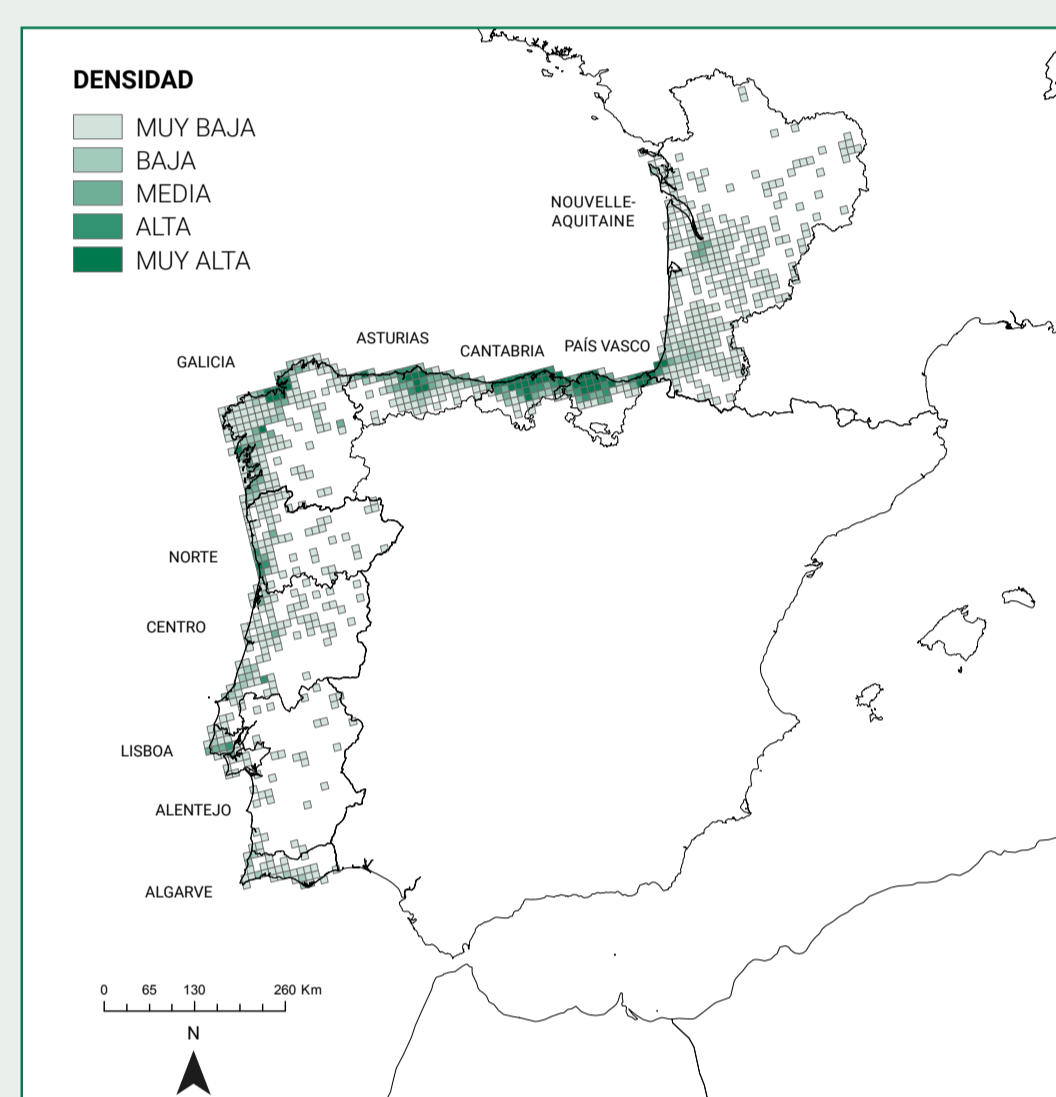 DENSIDAD
MUY BAJA
BAJA
MEDIA
ALTA
MUY ALTA
NOUVELLE-
AQUITAINE
ASTURIAS
CANTABRIA
PAÍS VASCO
GALICIA
NORTE
CENTRO
LISBOA
ALENTEJO
ALGARVE
0 65 130 260 Km
N